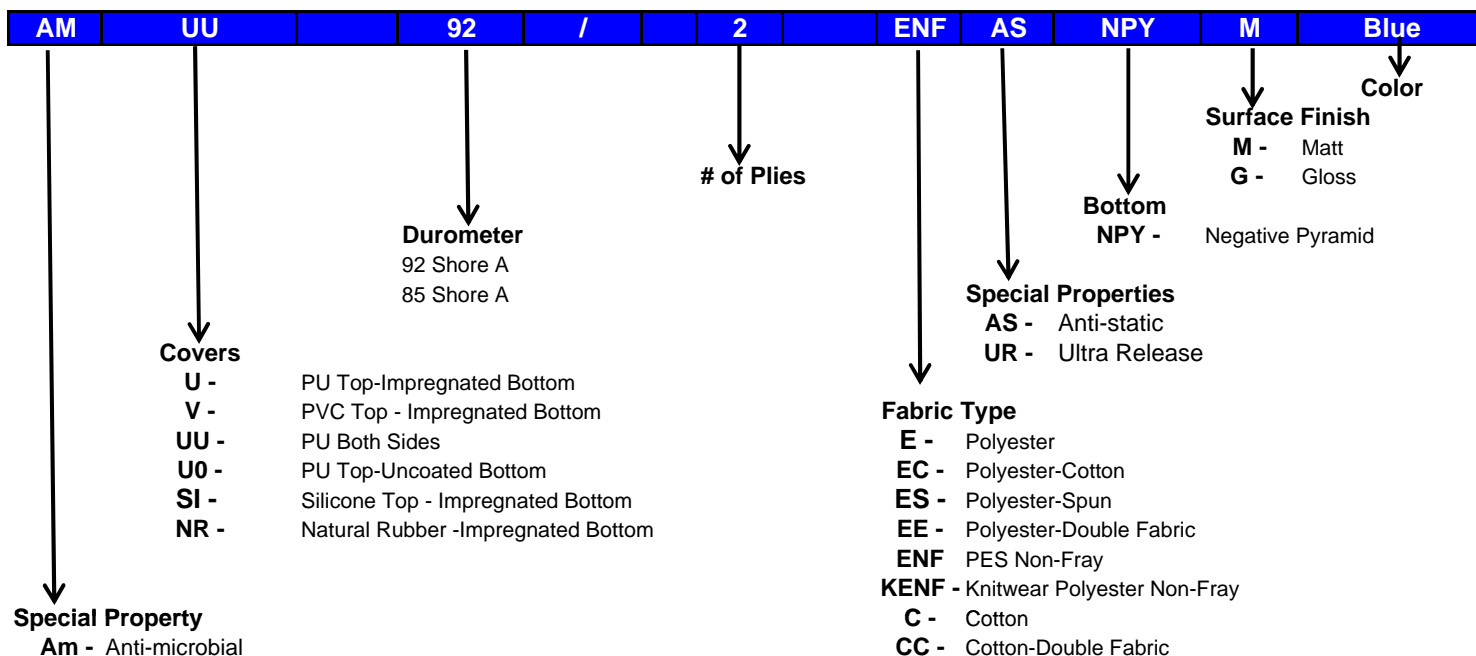 AM UU 92 / 2 ENF AS NPY M Blue
Color
Surface Finish
M - Matt
G - Gloss
# of Plies
Bottom
NPY - Negative Pyramid
Durometer
92 Shore A
85 Shore A
Special Properties
AS - Anti-static
UR - Ultra Release
Covers
U - PU Top-Impregnated Bottom
V - PVC Top - Impregnated Bottom
UU - PU Both Sides
U0 - PU Top-Uncoated Bottom
SI - Silicone Top - Impregnated Bottom
NR - Natural Rubber -Impregnated Bottom
Fabric Type
E - Polyester
EC - Polyester-Cotton
ES - Polyester-Spun
EE - Polyester-Double Fabric
ENF PES Non-Fray
KENF - Knitwear Polyester Non-Fray
C - Cotton
CC - Cotton-Double Fabric
Special Property
Am - Anti-microbial